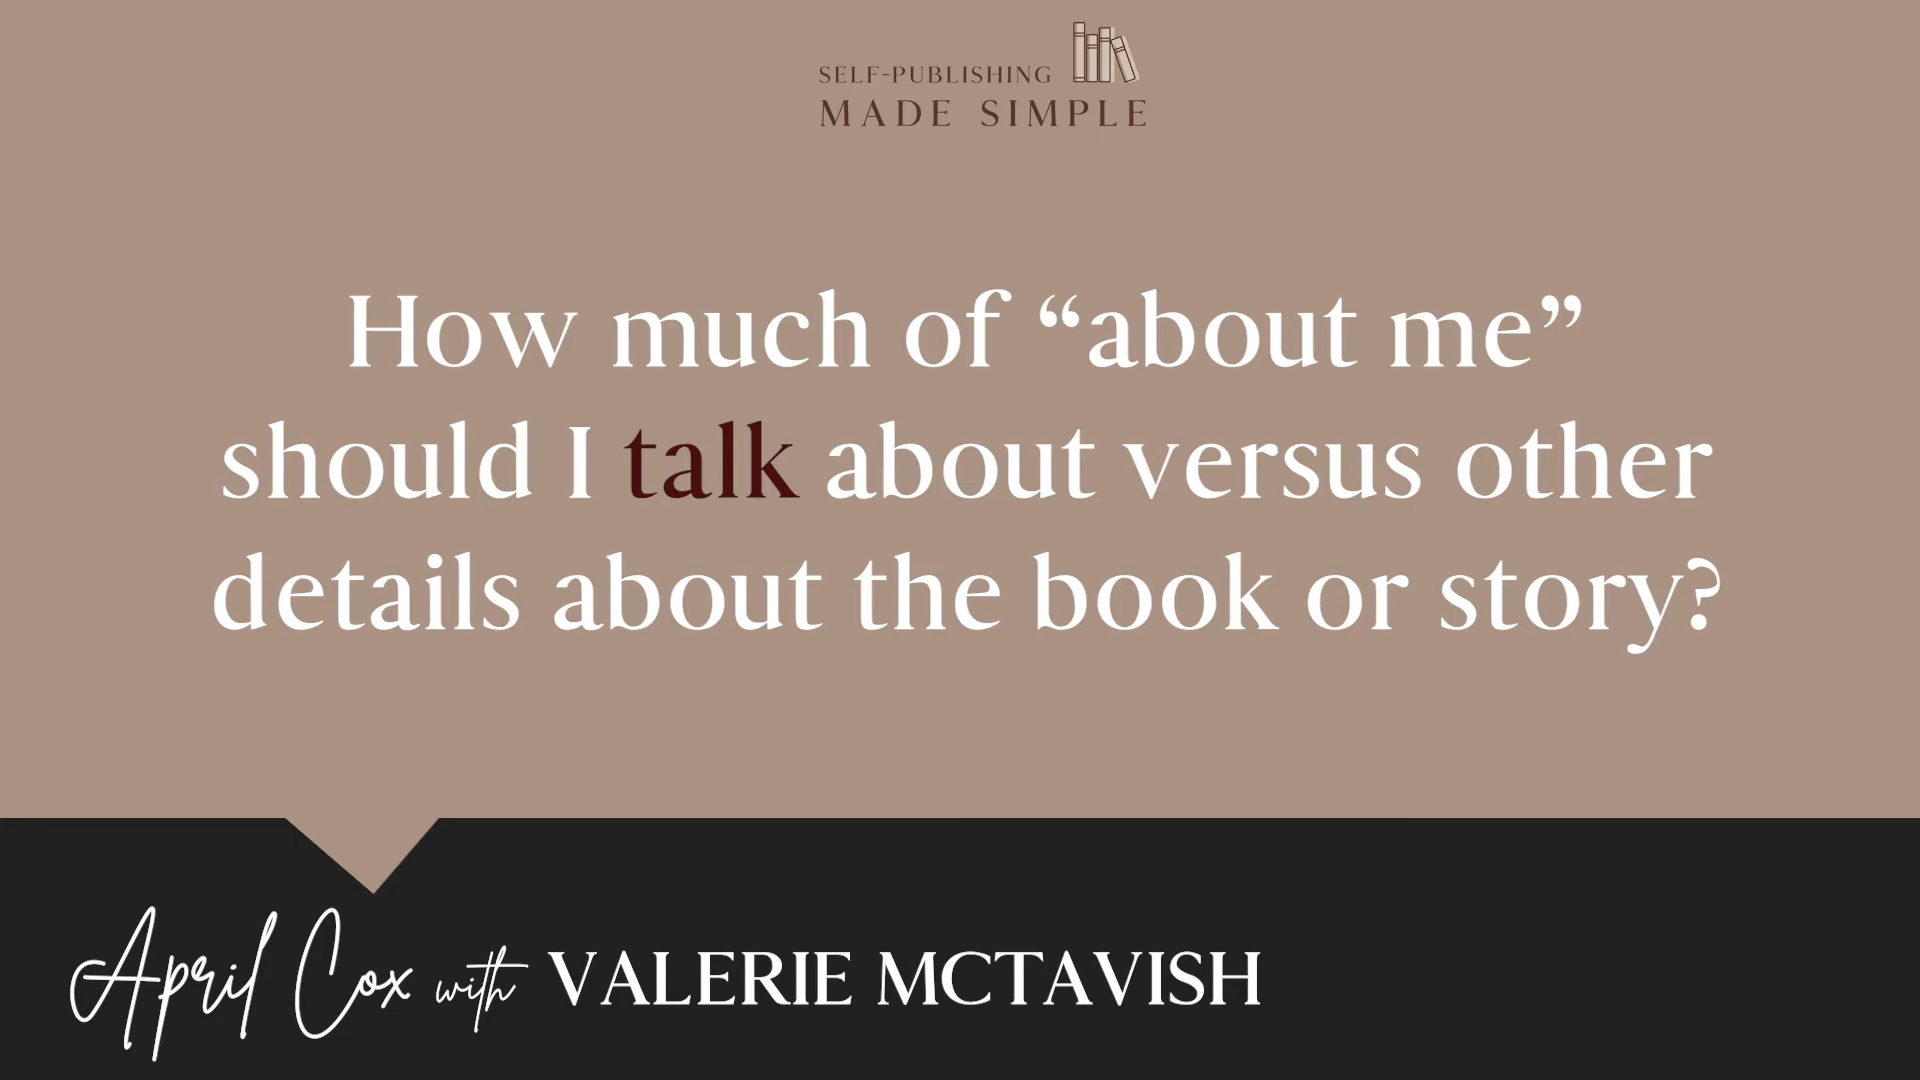 SELF-PUBLISHING
MADE SIMPLE
How much of “about me”
should I talk about versus other
details about the book or story?
April Cox with VALERIE MCTAVISH